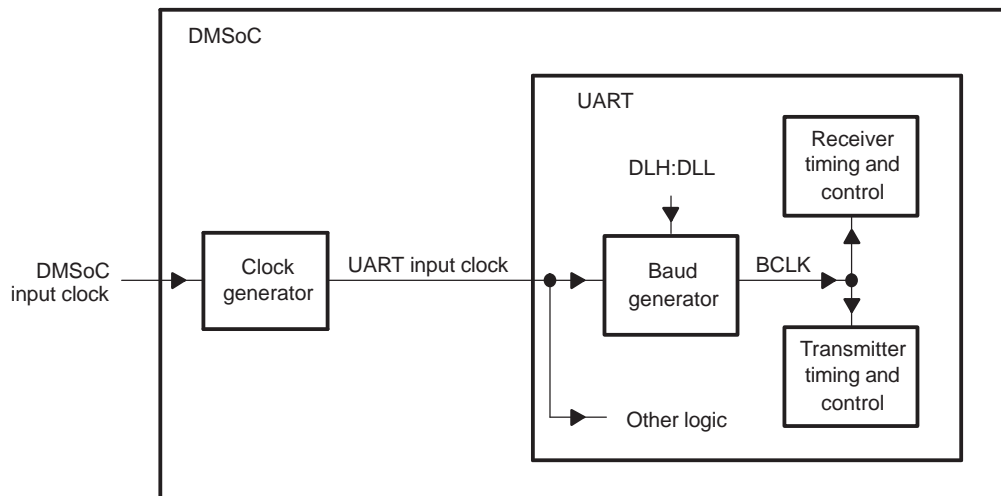 DMSoC
UART
Receiver
timing and
control
DLH:DLL
DMSoC
input clock
Clock
generator
UART input clock
Baud
generator
BCLK
Transmitter
timing and
control
Other logic